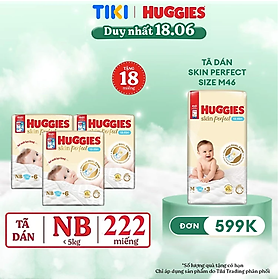 TIKI | HUGGIES
Duy nhất 18.06
TẶNG
18
miếng
TÃ DÁN
SKIN PERFECT
SIZE M46
HUGGIES
skin perfect
HUGGIES
skin perfect
HUGGIES
skin perfect
NB
HUGGIES
skin perfect
M
TÃ
DÁN
NB
<5kg
222
miếng
ĐƠN
599K
*Số lượng quà tặng có hạn
Chỉ áp dụng sản phẩm do Tiki Trading phân phối